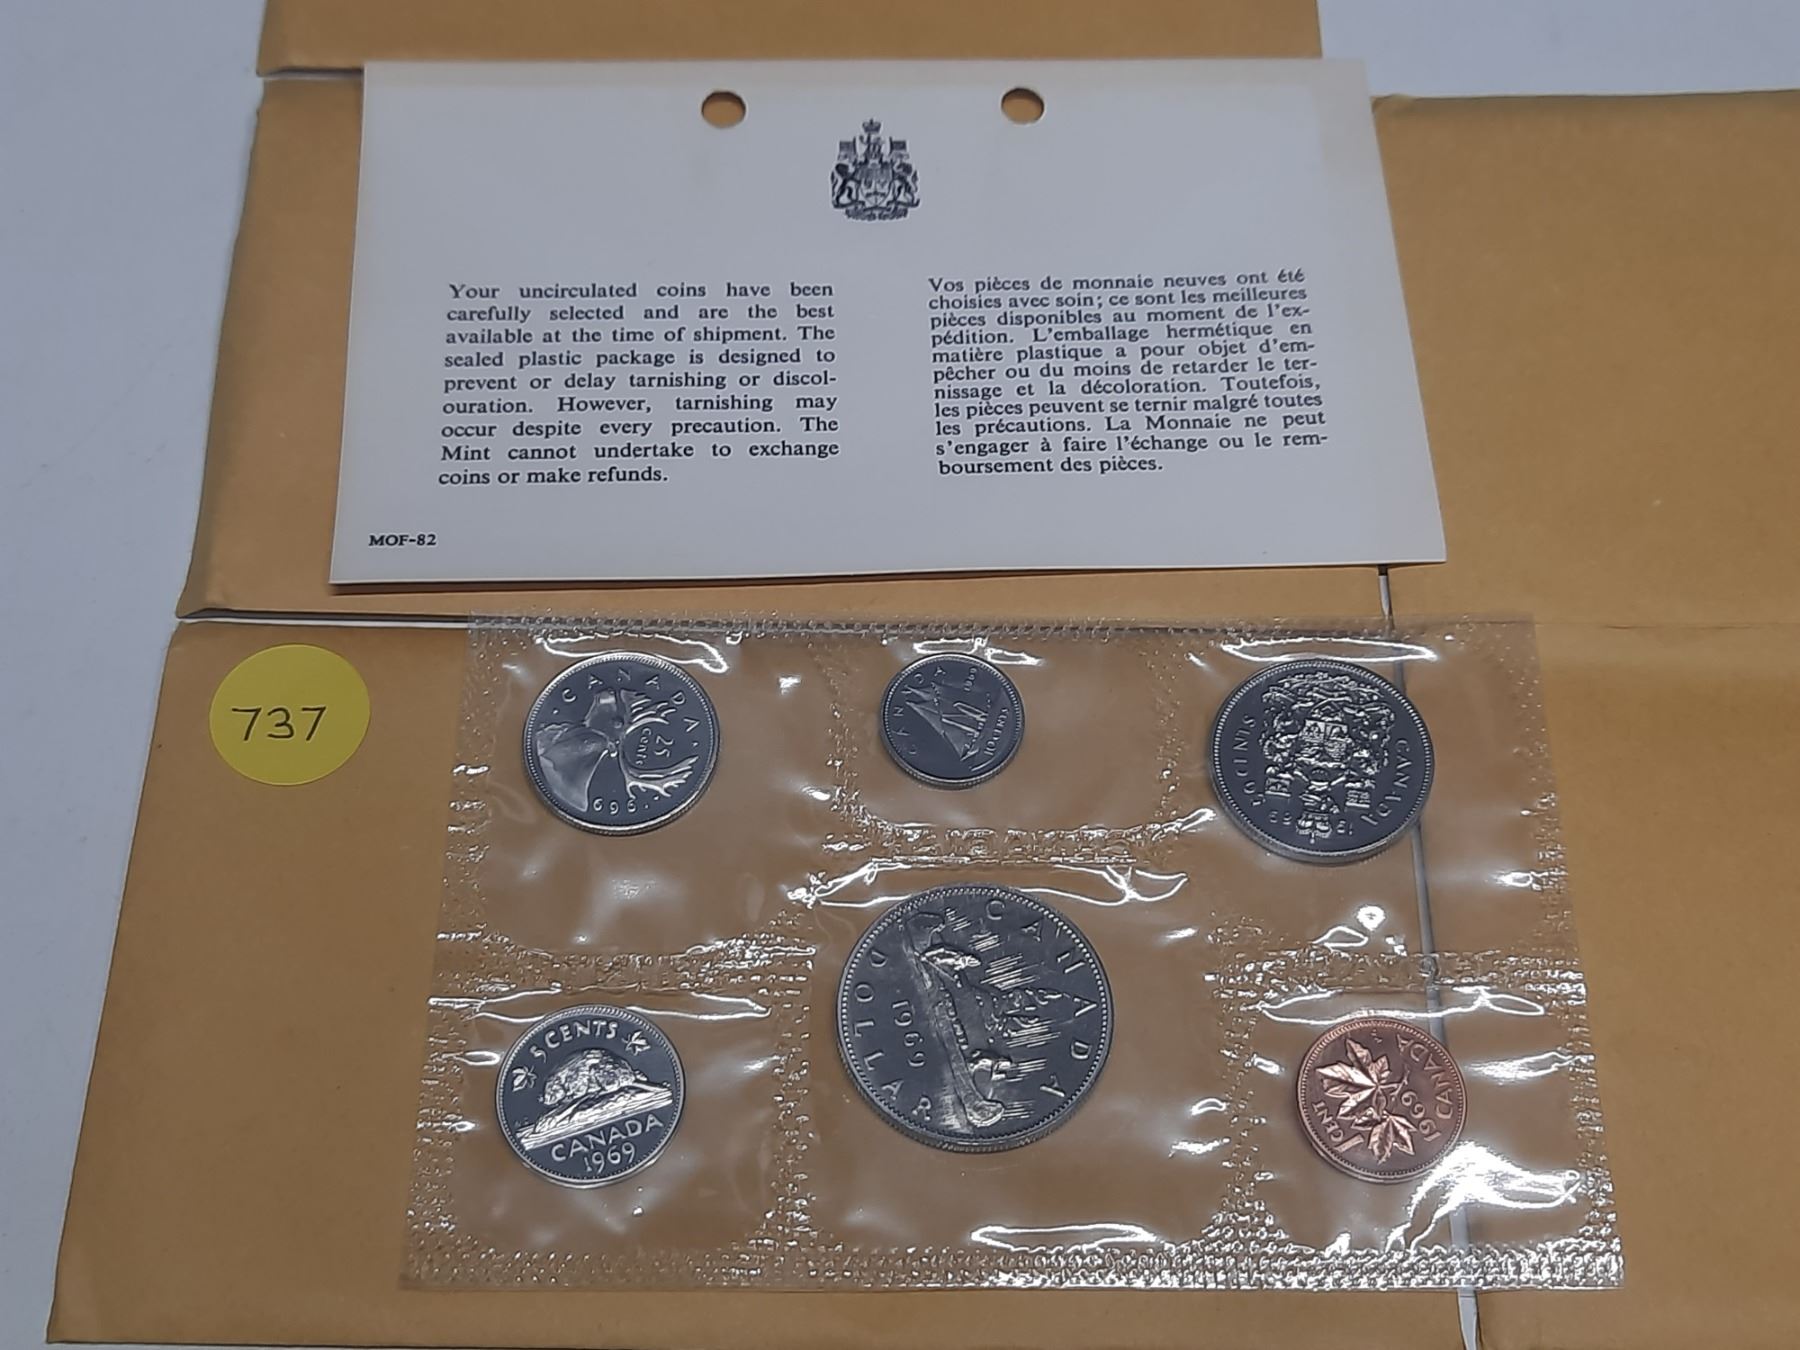 Your uncirculated coins have been
carefully selected and are the best
available at the time of shipment. The
sealed plastic package is designed to
prevent or delay tarnishing or discol-
ouration. However, tarnishing may
occur despite every precaution. The
Mint cannot undertake to exchange
coins or make refunds.
Vos pièces de monnaie neuves ont été
choisies avec soin; ce sont les meilleures
pièces disponibles au moment de l'ex-
pédition. L'emballage hermétique en
matière plastique a pour objet d'em-
pêcher ou du moins de retarder le ter-
nissage et la décoloration. Toutefois,
les pièces peuvent se ternir malgré toutes
les précautions. La Monnaie ne peut
s'engager à faire l'échange ou le rem-
boursement des pièces.
MOF-82
737
CANADA
25
CENTS
CANADA
1969
10 CENTS
50 CENTS
CANADA
1969
5 CENTS
CANADA
1969
CANADA
1969
DOLLAR
1 CENT
1969
CANADA